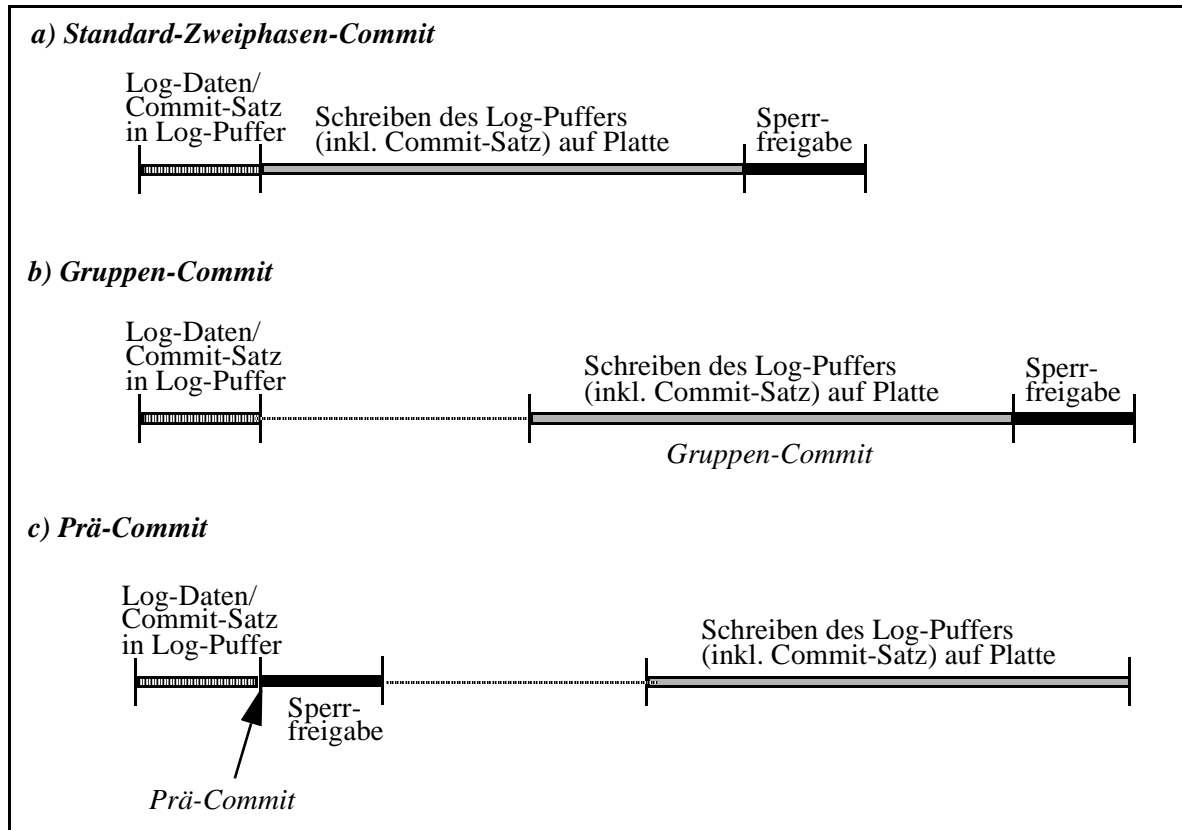 a) Standard-Zweiphasen-Commit
Log-Daten/
Commit-Satz
in Log-Puffer
Schreiben des Log-Puffers
(inkl. Commit-Satz) auf Platte
Sperr-
freigabe
b) Gruppen-Commit
Log-Daten/
Commit-Satz
in Log-Puffer
Schreiben des Log-Puffers
(inkl. Commit-Satz) auf Platte
Sperr-
freigabe
Gruppen-Commit
c) Prä-Commit
Log-Daten/
Commit-Satz
in Log-Puffer
Schreiben des Log-Puffers
(inkl. Commit-Satz) auf Platte
Sperr-
freigabe
Prä-Commit